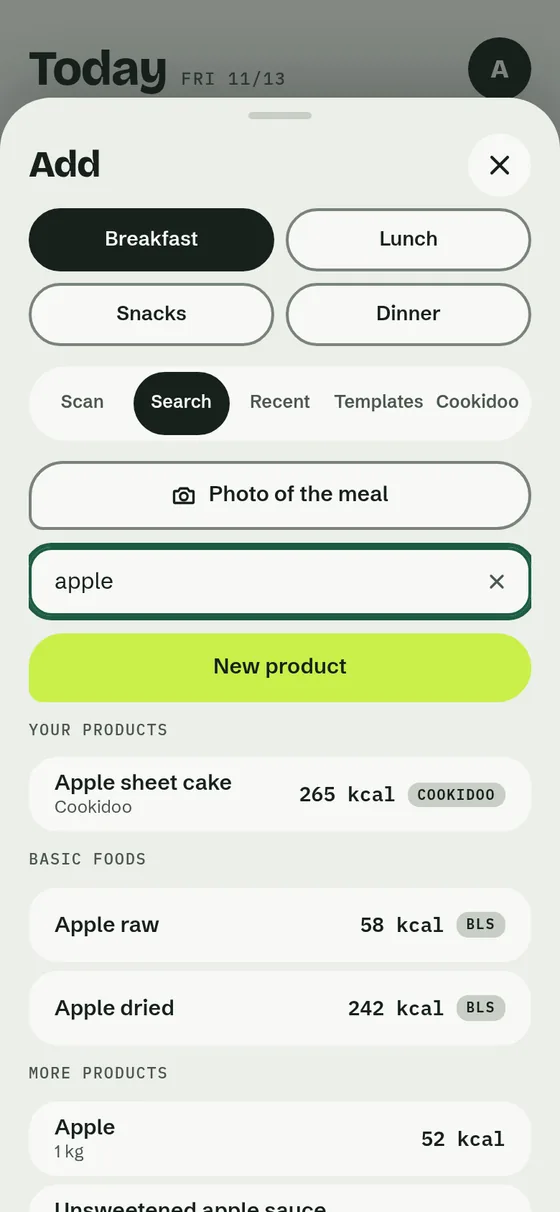 Today FRI 11/13 A
Add
Breakfast Lunch
Snacks Dinner
Scan Search Recent Templates Cookidoo
Photo of the meal
apple
New product
YOUR PRODUCTS
Apple sheet cake 265 kcal COOKIDOO
Cookidoo
BASIC FOODS
Apple raw 58 kcal BLS
Apple dried 242 kcal BLS
MORE PRODUCTS
Apple 52 kcal
1 kg
Unsweetened apple sauce